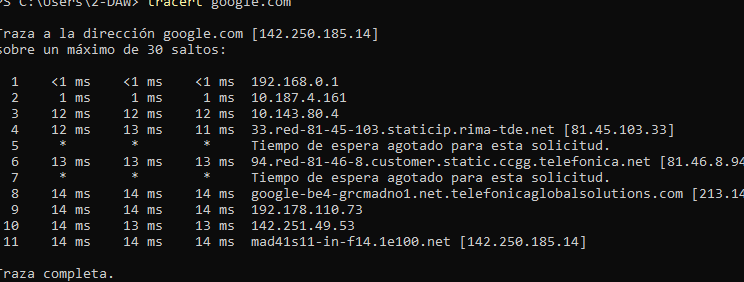 PS C:\Users\2-DAW> tracert google.com
Traza a la dirección google.com [142.250.185.14]
sobre un máximo de 30 saltos:
1 <1 ms <1 ms <1 ms 192.168.0.1
2 1 ms 1 ms 1 ms 10.187.4.161
3 12 ms 12 ms 12 ms 10.143.80.4
4 12 ms 13 ms 11 ms 33.red-81-45-103.staticip.rima-tde.net [81.45.103.33]
5 * * * Tiempo de espera agotado para esta solicitud.
6 13 ms 13 ms 13 ms 94.red-81-46-8.customer.static.ccgg.telefonica.net [81.46.8.94
7 * * * Tiempo de espera agotado para esta solicitud.
8 14 ms 14 ms 14 ms google-be4-grcmadno1.net.telefonicaglobalsolutions.com [213.14
9 14 ms 14 ms 14 ms 192.178.110.73
10 14 ms 13 ms 13 ms 142.251.49.53
11 14 ms 14 ms 14 ms mad41s11-in-f14.1e100.net [142.250.185.14]
Traza completa.